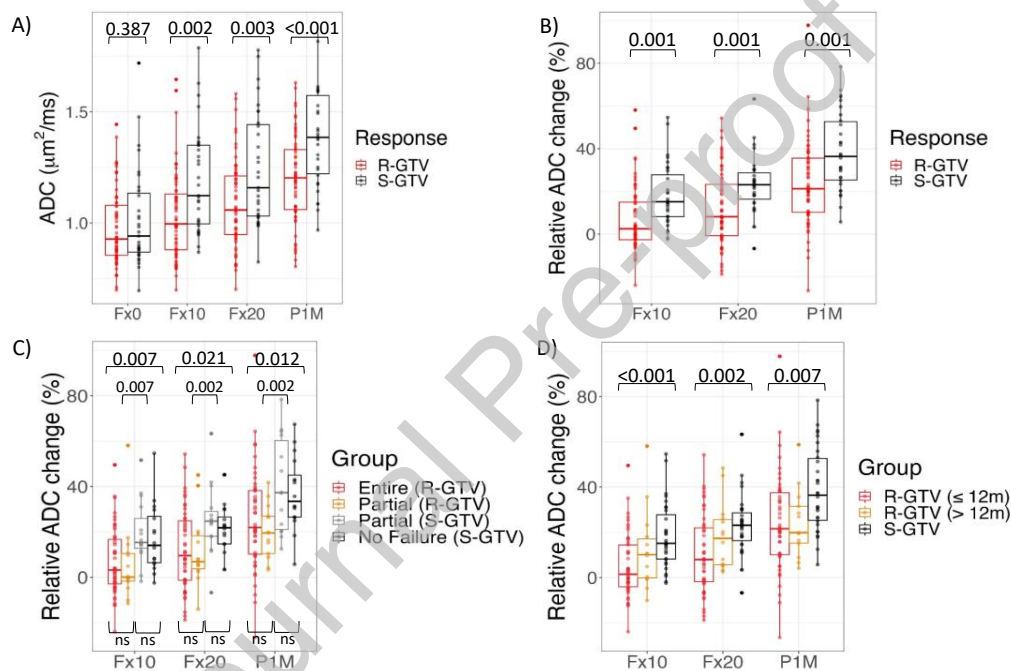 A)
0.387 0.002 0.003 <0.001
ADC (μm²/ms)
1.5
1.0
Fx0 Fx10 Fx20 P1M
Response
R-GTV
S-GTV
B)
0.001 0.001 0.001
Relative ADC change (%)
80
40
0
Fx10 Fx20 P1M
Response
R-GTV
S-GTV
C)
0.007 0.021 0.012
0.007 0.002 0.002
Relative ADC change (%)
80
40
0
ns ns ns ns ns ns
Fx10 Fx20 P1M
Group
Entire (R-GTV)
Partial (R-GTV)
Partial (S-GTV)
No Failure (S-GTV)
D)
<0.001 0.002 0.007
Relative ADC change (%)
80
40
0
Fx10 Fx20 P1M
Group
R-GTV (≤ 12m)
R-GTV (> 12m)
S-GTV
urnal Pre-proof